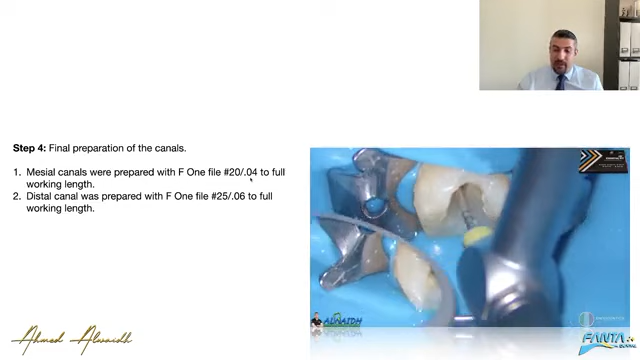 Step 4: Final preparation of the canals.
1. Mesial canals were prepared with F One file #20/.04 to full
working length.
2. Distal canal was prepared with F One file #25/.06 to full
working length.
ALWAIDH
Ahmed Alwaidh
FANTA